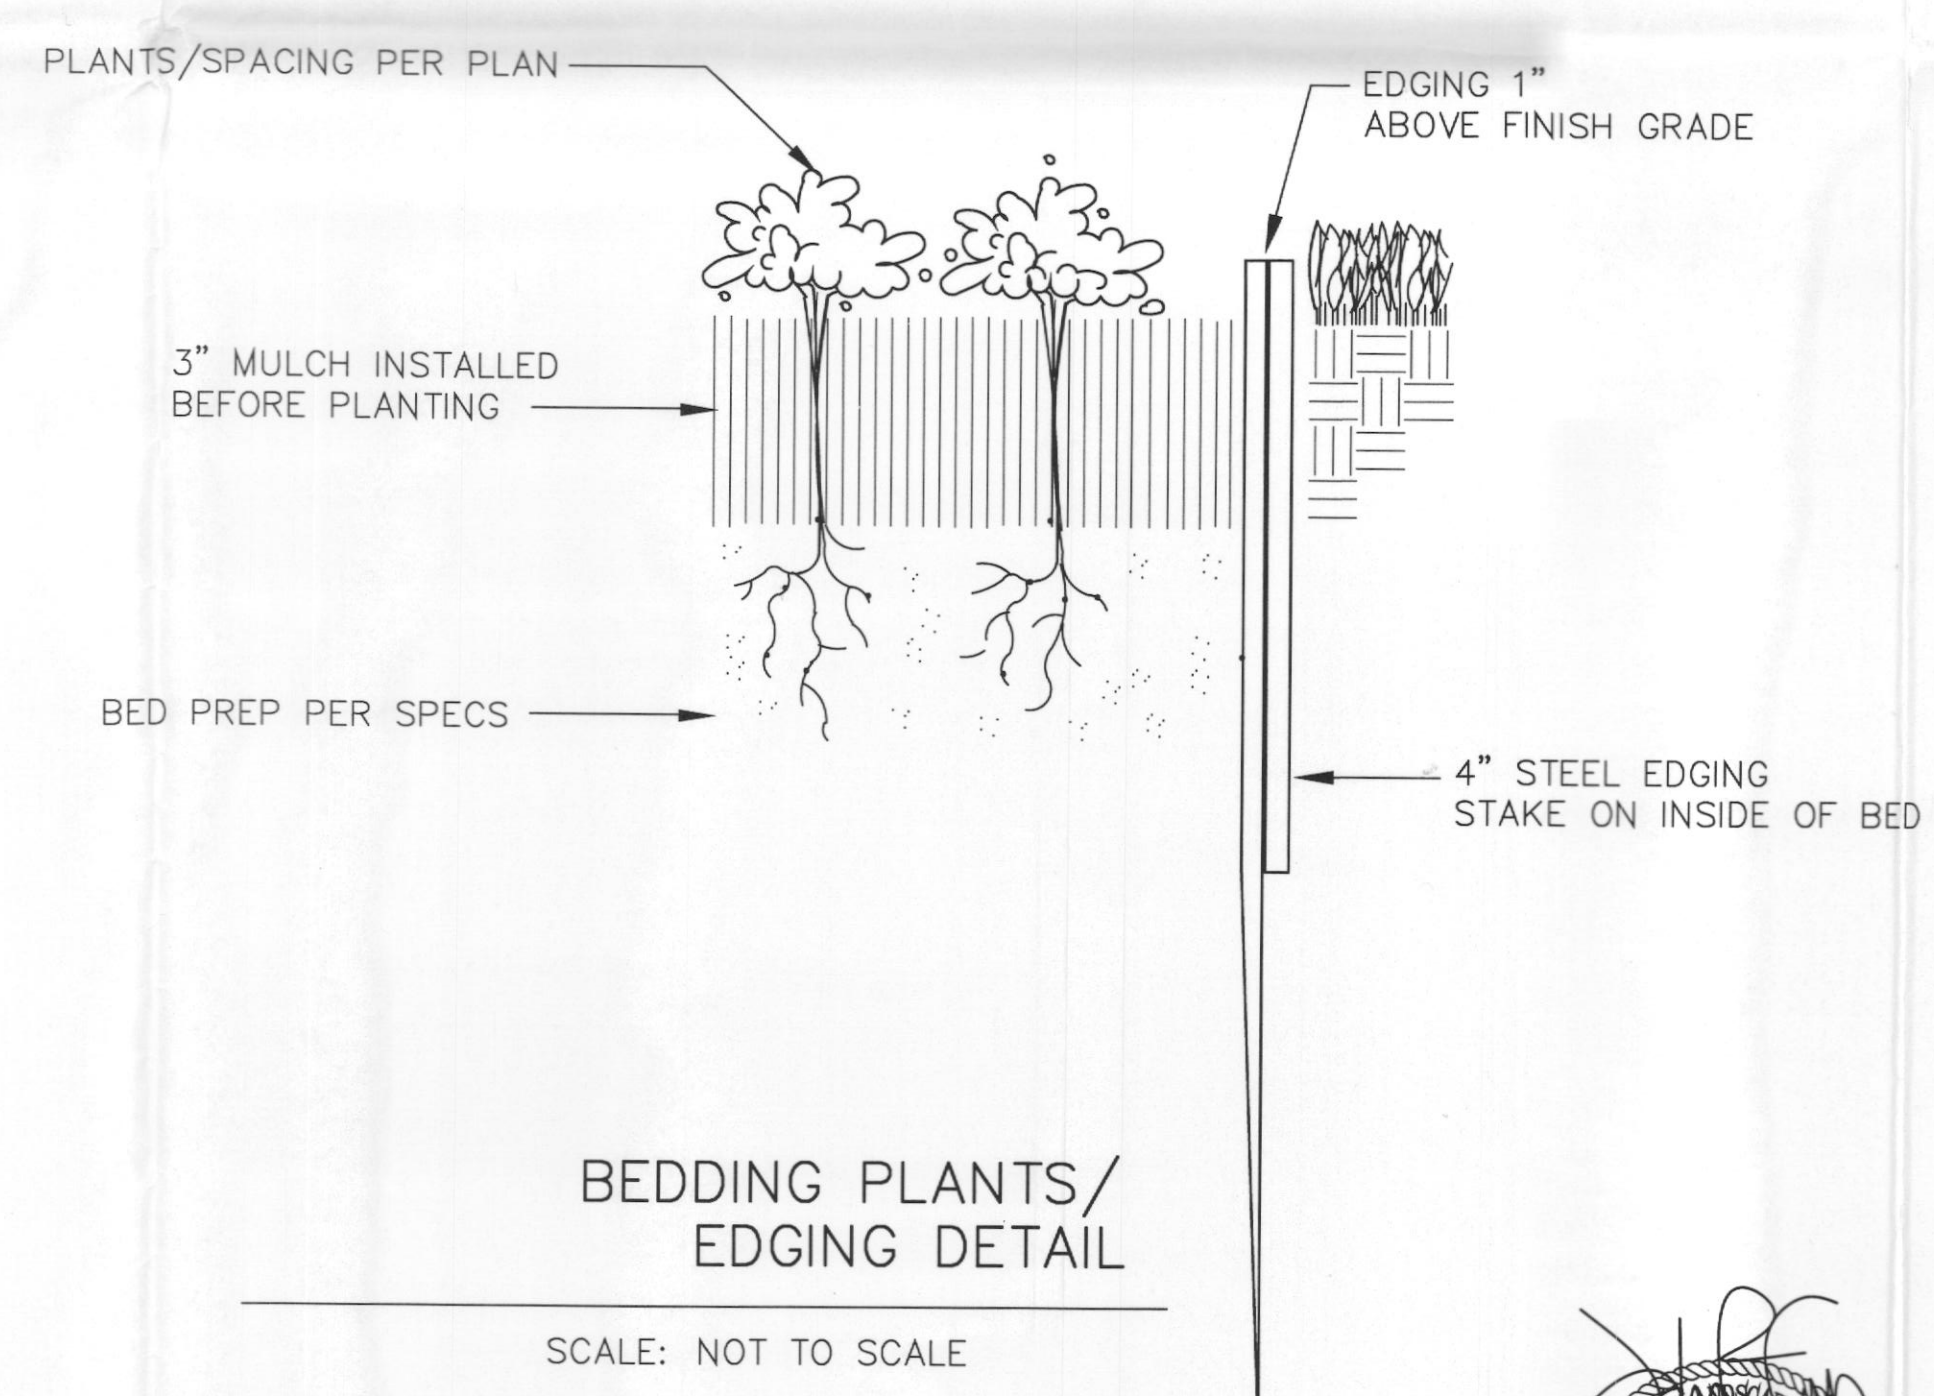 PLANTS/SPACING PER PLAN
EDGING 1"
ABOVE FINISH GRADE
3" MULCH INSTALLED
BEFORE PLANTING
BED PREP PER SPECS
4" STEEL EDGING
STAKE ON INSIDE OF BED
BEDDING PLANTS/
EDGING DETAIL
SCALE: NOT TO SCALE